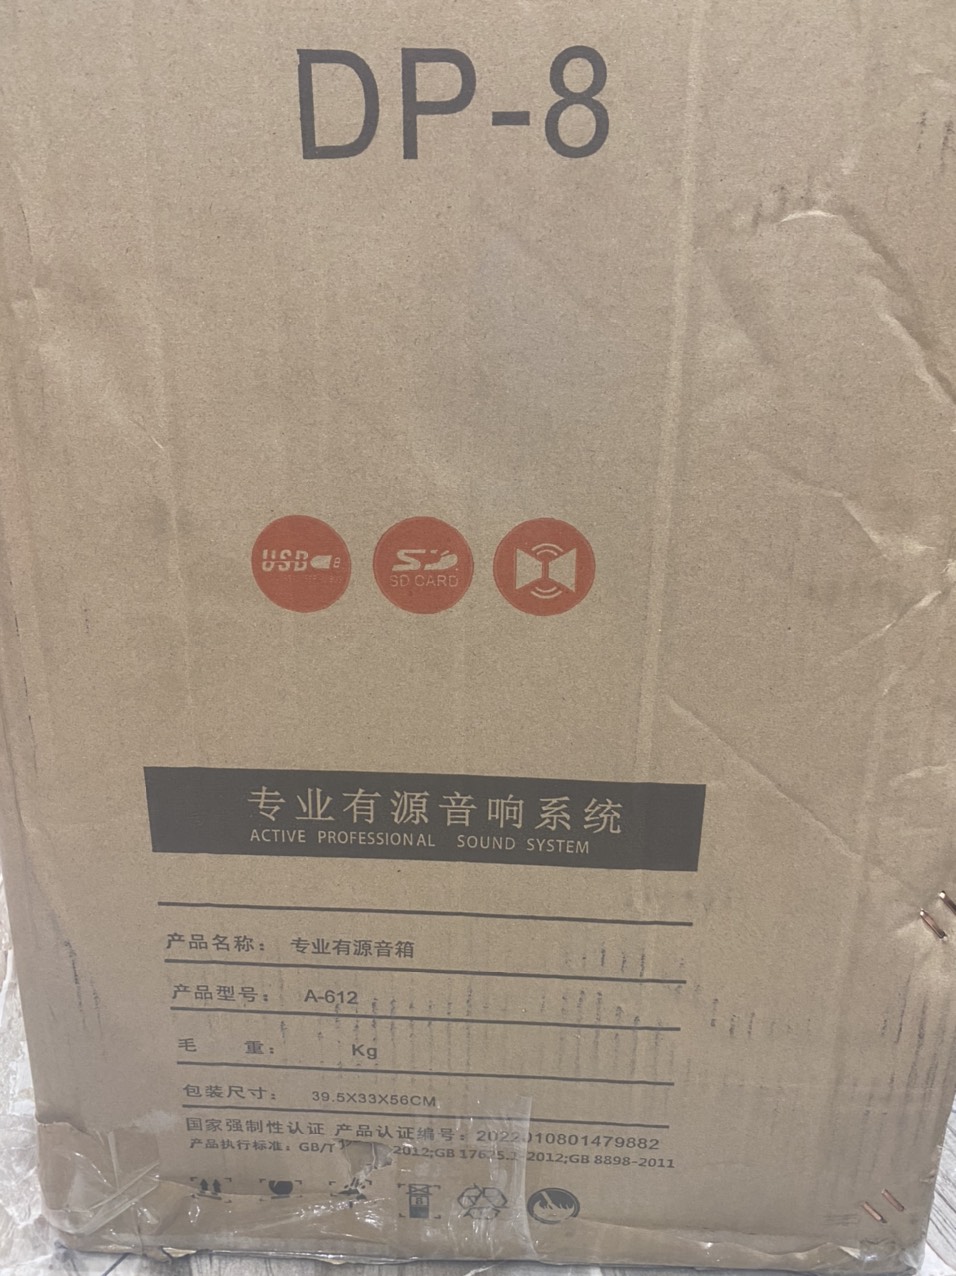 DP-8
USB
SD
SD CARD
专业有源音响系统
ACTIVE PROFESSIONAL SOUND SYSTEM
产品名称： 专业有源音箱
产品型号： A-612
毛 重： Kg
包装尺寸： 39.5X33X56CM
国家强制性认证 产品认证编号：2022010801479882
产品执行标准：GB/T 2012;GB 17625.2-2012;GB 8898-2011